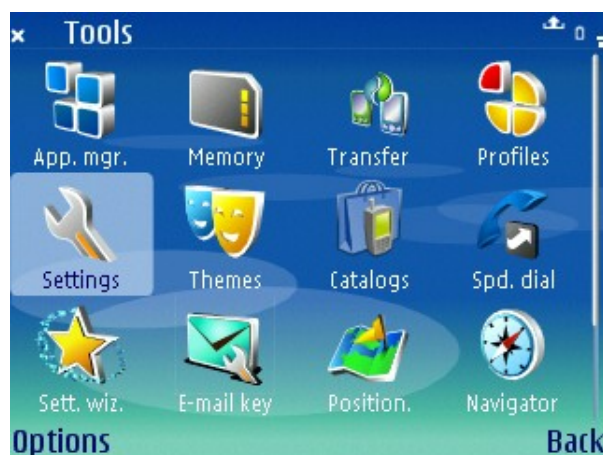 Tools
App. mgr. Memory Transfer Profiles
Settings Themes Catalogs Spd. dial
Sett. wiz. E-mail key Position. Navigator
Options Back